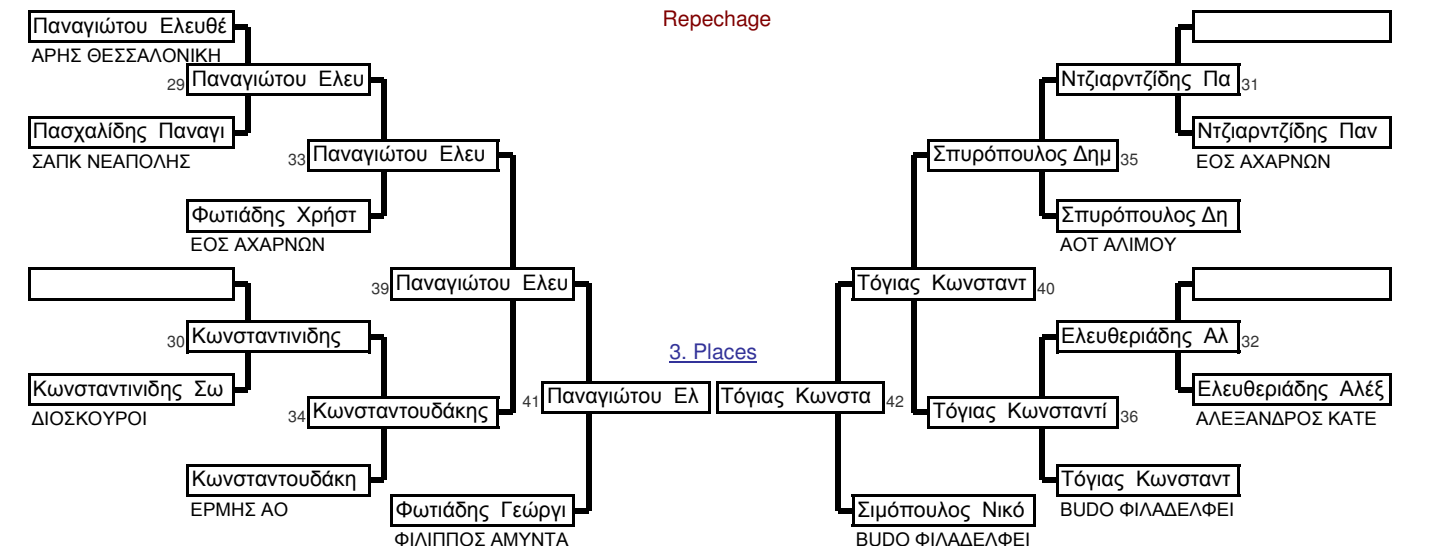 Repechage
Παναγιώτου Ελευθέ
ΑΡΗΣ ΘΕΣΣΑΛΟΝΙΚΗ
29 Παναγιώτου Ελευ
Πασχαλίδης Παναγι
ΣΑΠΚ ΝΕΑΠΟΛΗΣ
33 Παναγιώτου Ελευ
Φωτιάδης Χρήστ
ΕΟΣ ΑΧΑΡΝΩΝ
39 Παναγιώτου Ελευ
30 Κωνσταντινιδης
Κωνσταντινιδης Σω
ΔΙΟΣΚΟΥΡΟΙ
34 Κωνσταντουδάκης
Κωνσταντουδάκη
ΕΡΜΗΣ ΑΟ
41 Παναγιώτου Ελ
Φωτιάδης Γεώργι
ΦΙΛΙΠΠΟΣ ΑΜΥΝΤΑ
3. Places
Ντζιαρντζίδης Πα 31
Ντζιαρντζίδης Παν
ΕΟΣ ΑΧΑΡΝΩΝ
Σπυρόπουλος Δημ 35
Σπυρόπουλος Δη
ΑΟΤ ΑΛΙΜΟΥ
Τόγιας Κωνσταντ 40
Ελευθεριάδης Αλ 32
Ελευθεριάδης Αλέξ
ΑΛΕΞΑΝΔΡΟΣ ΚΑΤΕ
Τόγιας Κωνσταντί 36
Τόγιας Κωνσταντ
BUDO ΦΙΛΑΔΕΛΦΕΙ
Τόγιας Κωνστα 42
Σιμόπουλος Νικό
BUDO ΦΙΛΑΔΕΛΦΕΙ